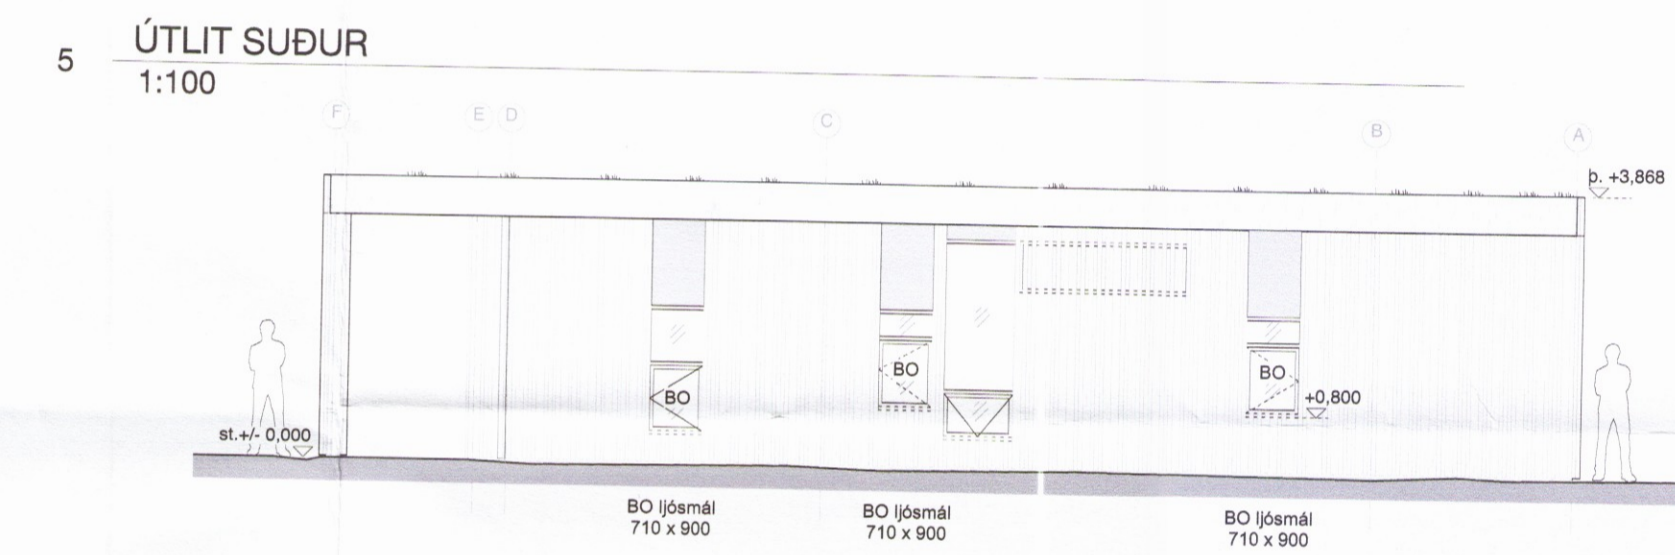 5
ÚTLIT SUÐUR
1:100
F
E
D
C
B
A
þ. +3,868
BO
BO
BO
+0,800
st.+/- 0,000
BO ljósmál
710 x 900
BO ljósmál
710 x 900
BO ljósmál
710 x 900